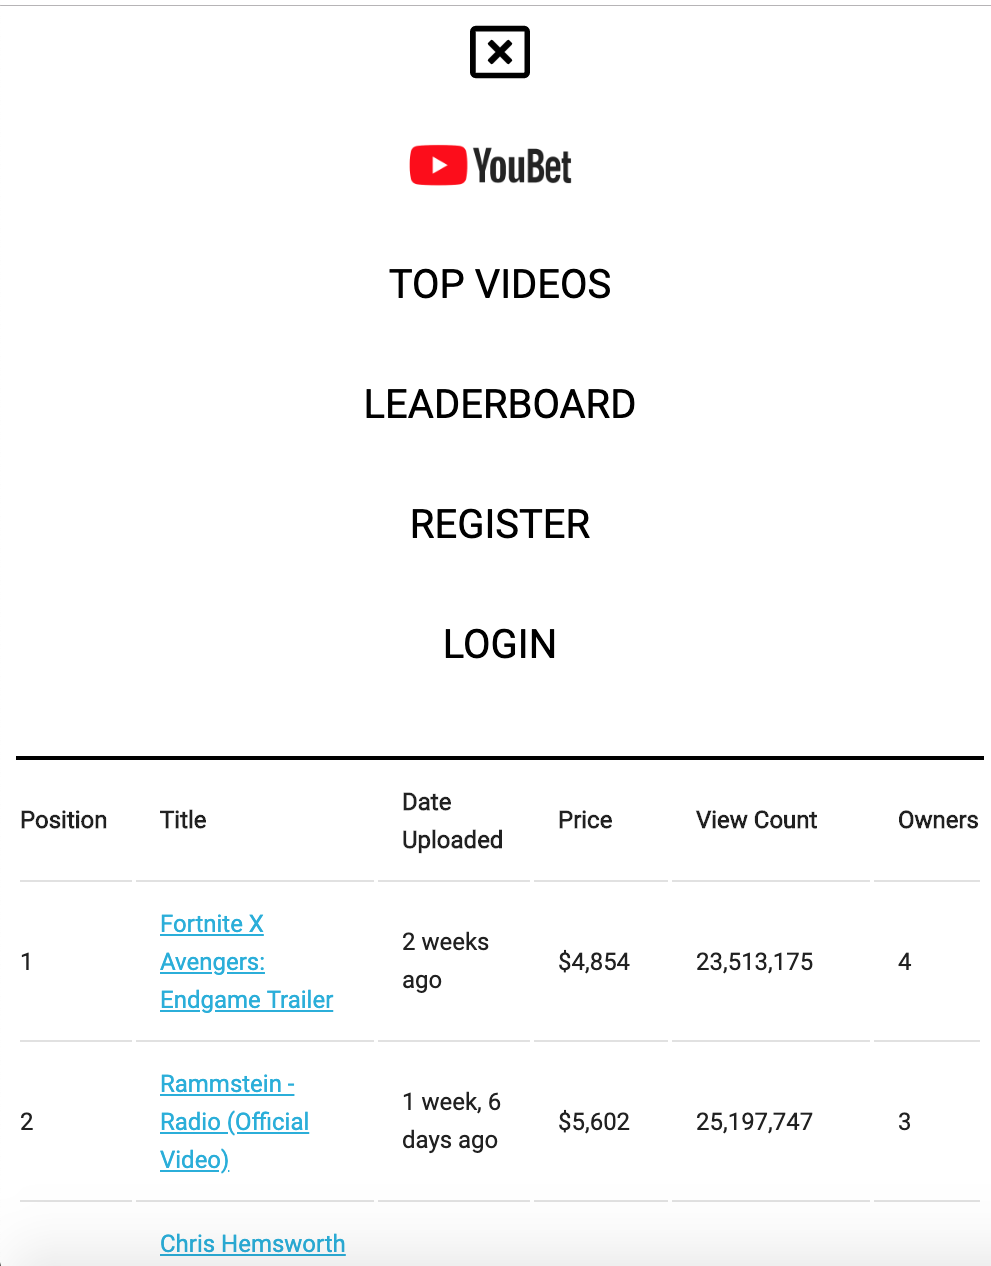 YouBet
TOP VIDEOS
LEADERBOARD
REGISTER
LOGIN
Position Title Date Uploaded Price View Count Owners
1 Fortnite X Avengers: Endgame Trailer 2 weeks ago $4,854 23,513,175 4
2 Rammstein - Radio (Official Video) 1 week, 6 days ago $5,602 25,197,747 3
Chris Hemsworth